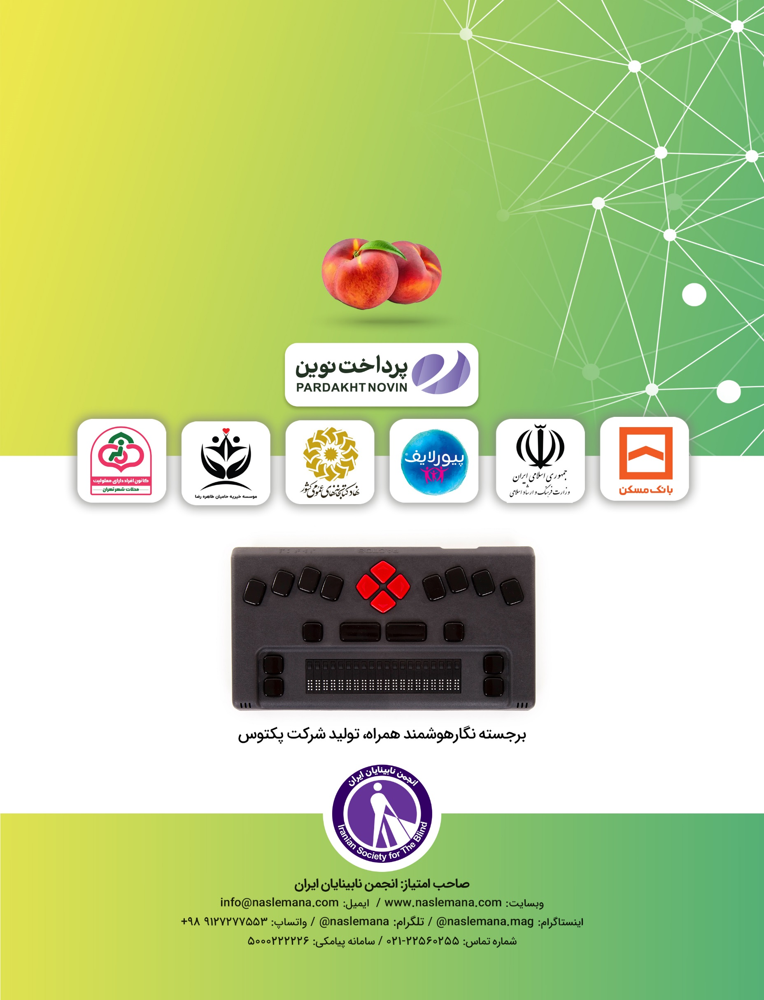 پرداخت نوین
PARDAKHT NOVIN
بانک مسکن
جمهوری اسلامی ایران
وزارت فرهنگ و ارشاد اسلامی
پیورلایف
نهاد کتابخانه‌های عمومی کشور
موسسه خیریه حامیان طاهره رضا
کانون افراد دارای معلولیت
محلات شهر تهران
برجسته نگارهوشمند همراه، تولید شرکت پکتوس
انجمن نابینایان ایران
Iranian Society for The Blind
صاحب امتیاز: انجمن نابینایان ایران
وبسایت: www.naslemana.com / ایمیل: info@naslemana.com
اینستاگرام: @naslemana.mag / تلگرام: @naslemana / واتساپ: ۹۱۲۷۲۷۷۵۵۳ ۹۸+
شماره تماس: ۲۲۵۶۰۲۵۵-۰۲۱ / سامانه پیامکی: ۵۰۰۰۲۲۲۲۲۶